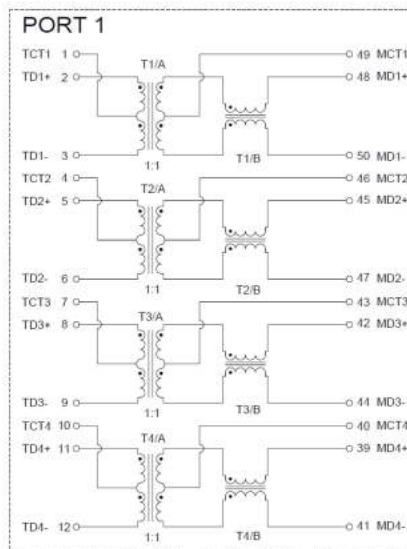 PORT 1
TCT1 1 49 MCT1
T1/A
TD1+ 2 48 MD1+
TD1- 3 50 MD1-
1:1 T1/B
TCT2 4 46 MCT2
T2/A
TD2+ 5 45 MD2+
TD2- 6 47 MD2-
1:1 T2/B
TCT3 7 43 MCT3
T3/A
TD3+ 8 42 MD3+
TD3- 9 44 MD3-
1:1 T3/B
TCT4 10 40 MCT4
T4/A
TD4+ 11 39 MD4+
TD4- 12 41 MD4-
1:1 T4/B